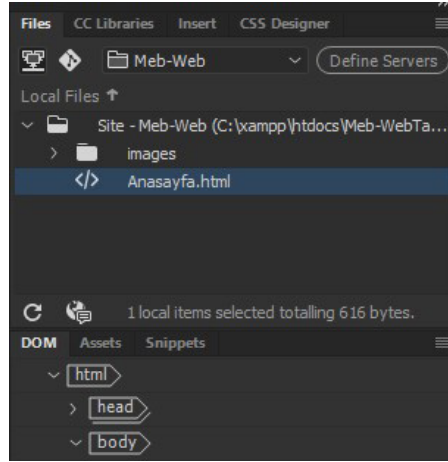 Files CC Libraries Insert CSS Designer
Meb-Web Define Servers
Local Files
Site - Meb-Web (C:\xampp\htdocs\Meb-WebTa...
images
Anasayfa.html
1 local items selected totalling 616 bytes.
DOM Assets Snippets
html
head
body